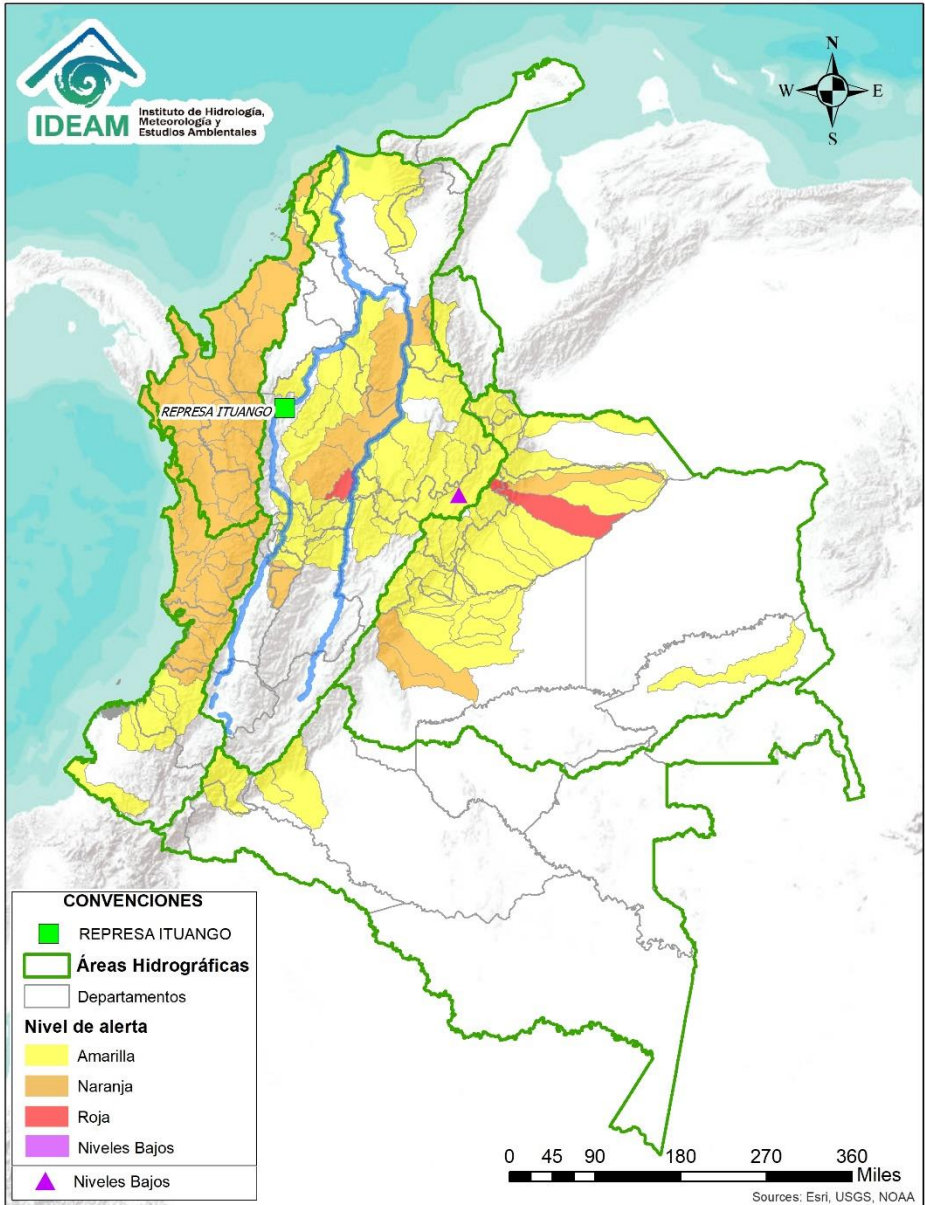 IDEAM
Instituto de Hidrología,
Meteorología y
Estudios Ambientales
N
W
E
S
REPRESA ITUANGO
CONVENCIONES
REPRESA ITUANGO
Áreas Hidrográficas
Departamentos
Nivel de alerta
Amarilla
Naranja
Roja
Niveles Bajos
Niveles Bajos
0 45 90 180 270 360
Miles
Sources: Esri, USGS, NOAA